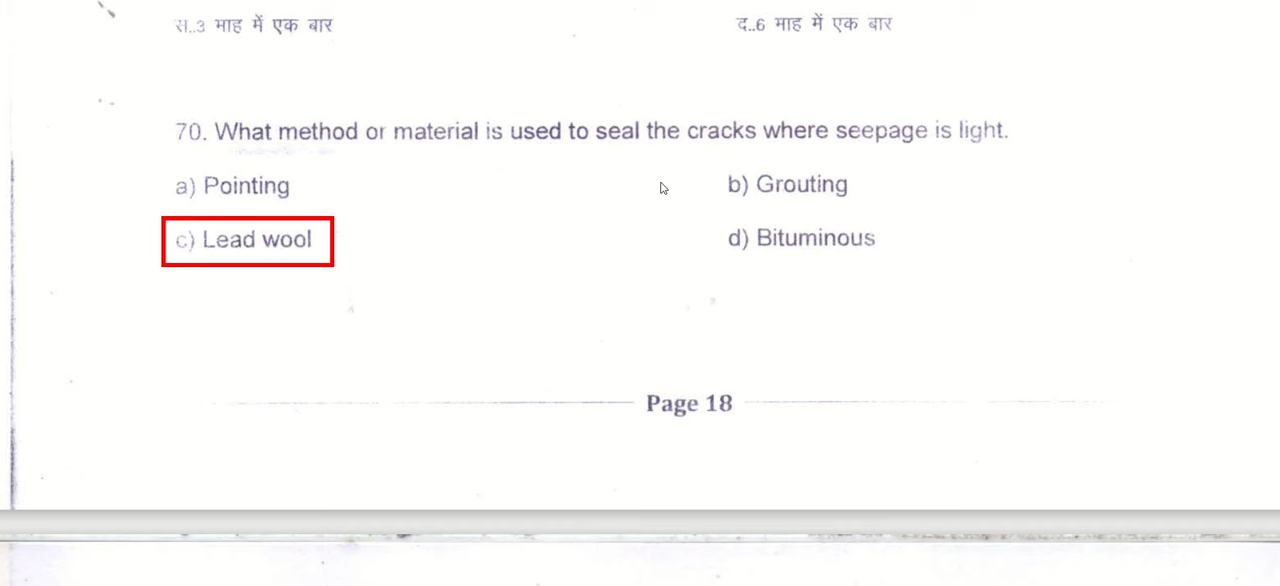 स..3 माह में एक बार
द..6 माह में एक बार
70. What method or material is used to seal the cracks where seepage is light.
a) Pointing
b) Grouting
c) Lead wool
d) Bituminous
Page 18